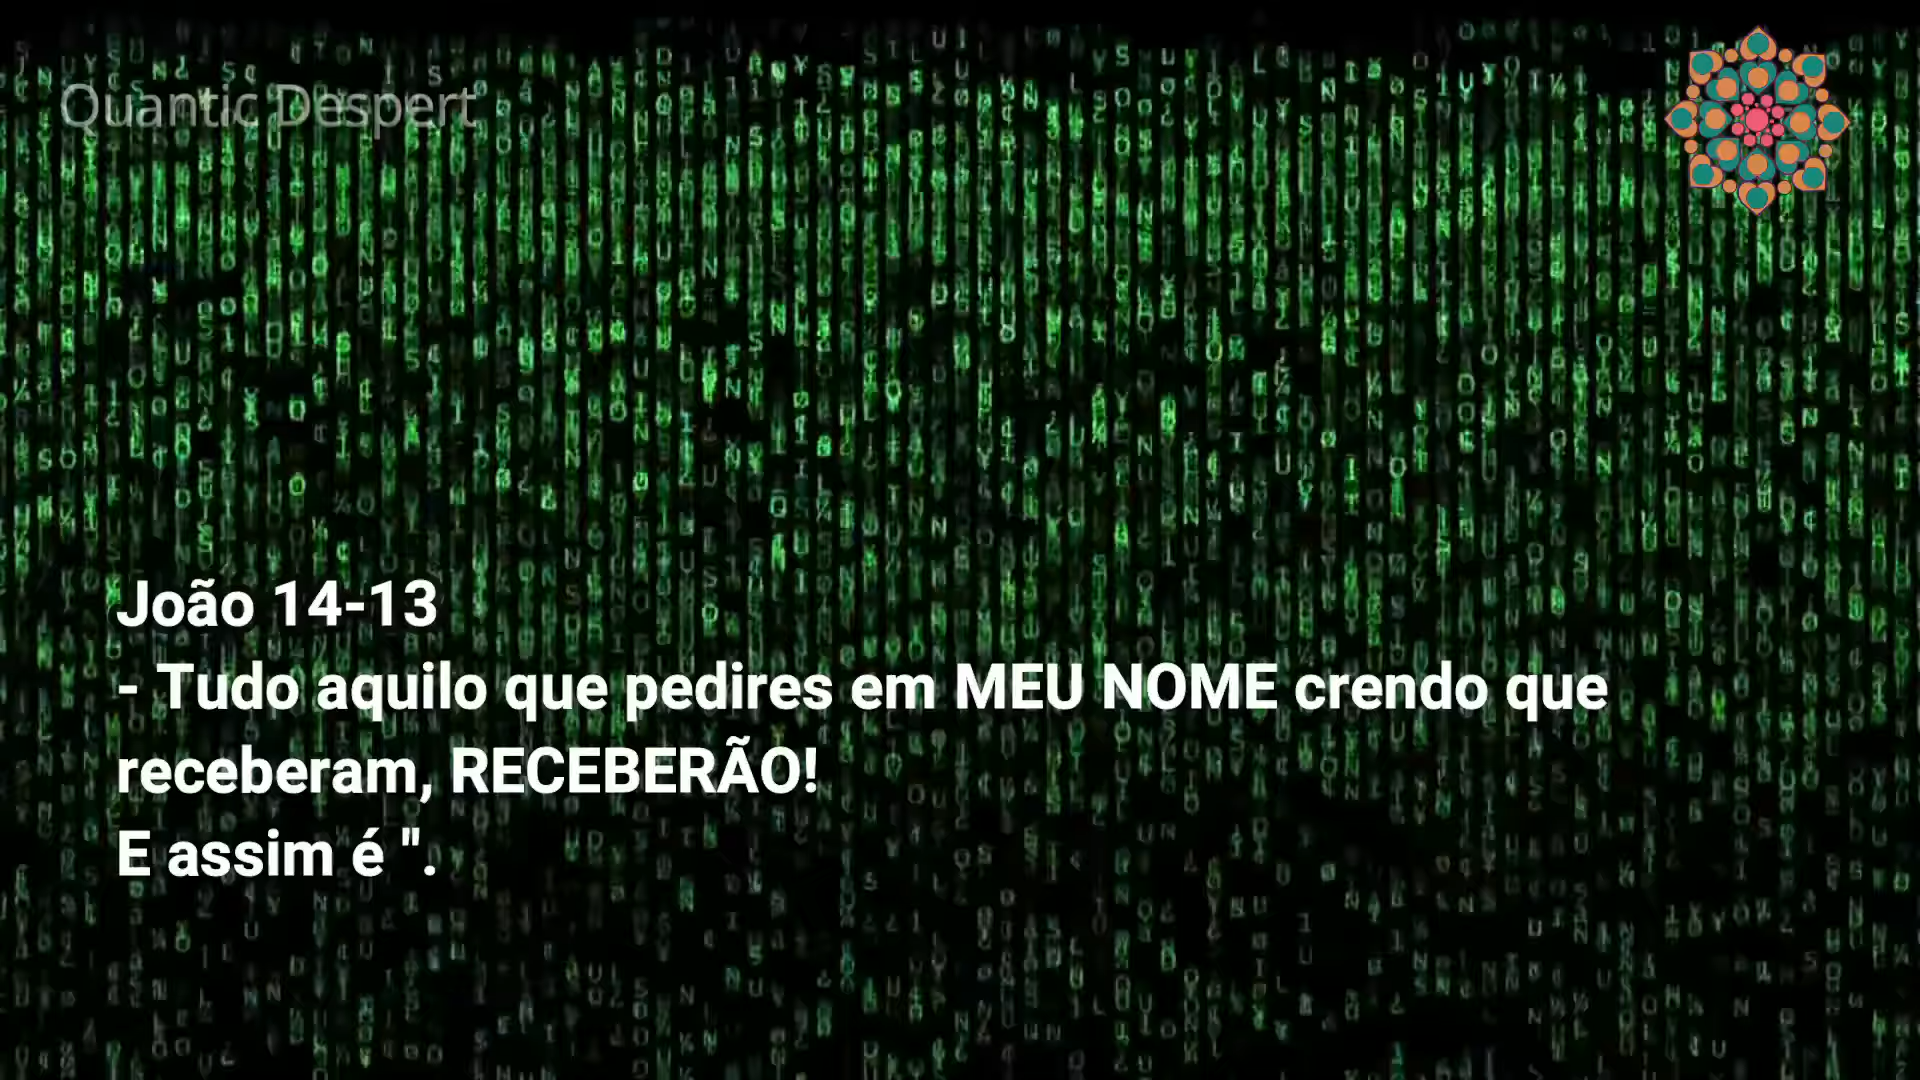 Quantic Despert
João 14-13
- Tudo aquilo que pedires em MEU NOME crendo que
receberam, RECEBERÃO!
E assim é ".